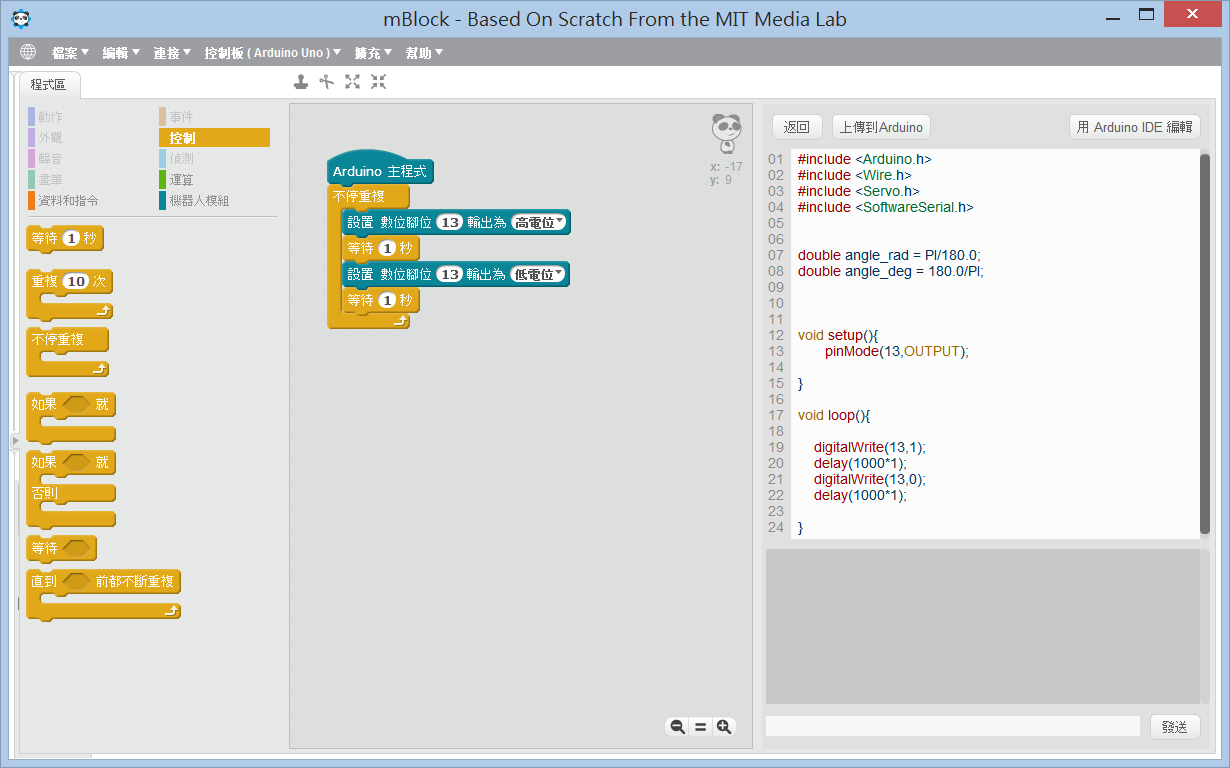 mBlock - Based On Scratch From the MIT Media Lab
檔案 編輯 連接 控制板 ( Arduino Uno ) 擴充 幫助
程式區
動作 事件
外觀 控制
聲音 偵測
畫筆 運算
資料和指令 機器人模組
等待 1 秒
重複 10 次
不停重複
如果 就
如果 就
否則
等待
直到 前都不斷重複
x: -17
y: 9
Arduino 主程式
不停重複
設置 數位腳位 13 輸出為 高電位
等待 1 秒
設置 數位腳位 13 輸出為 低電位
等待 1 秒
返回 上傳到Arduino 用 Arduino IDE 編輯
01 #include <Arduino.h>
02 #include <Wire.h>
03 #include <Servo.h>
04 #include <SoftwareSerial.h>
05
06
07 double angle_rad = PI/180.0;
08 double angle_deg = 180.0/PI;
09
10
11
12 void setup(){
13 pinMode(13,OUTPUT);
14
15 }
16
17 void loop(){
18
19 digitalWrite(13,1);
20 delay(1000*1);
21 digitalWrite(13,0);
22 delay(1000*1);
23
24 }
發送